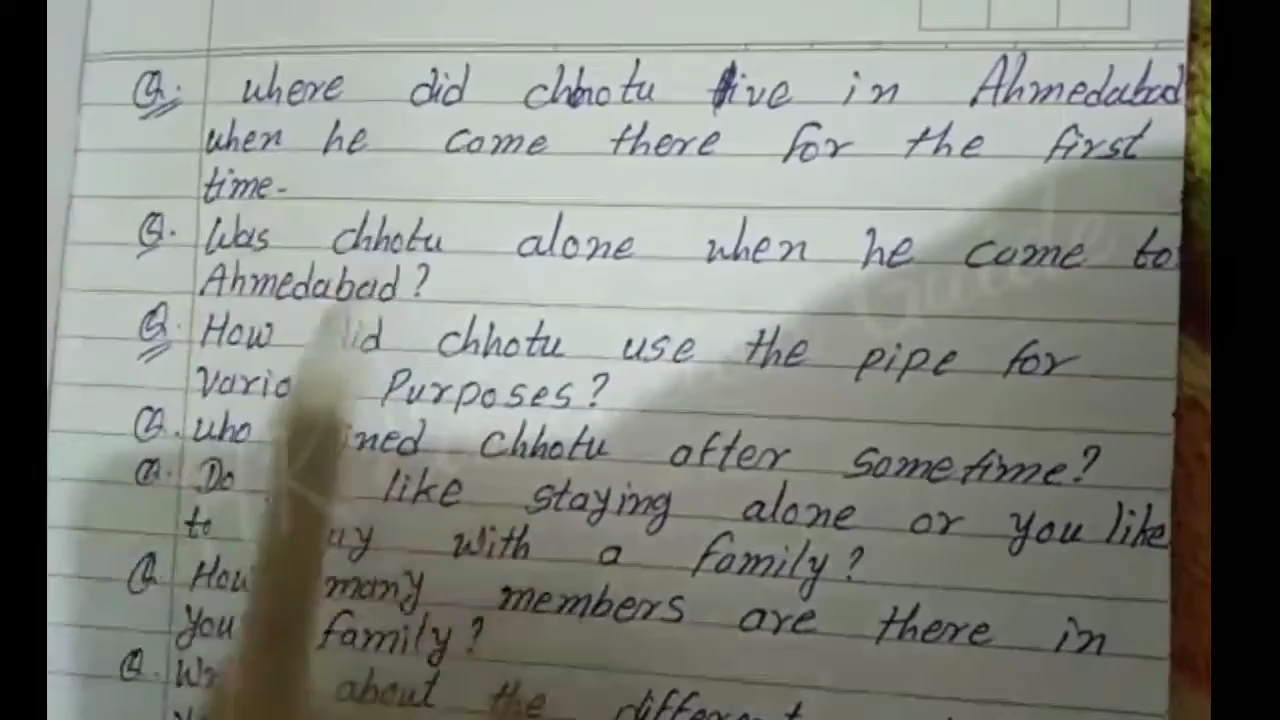 Q. where did chhotu live in Ahmedabad
when he come there for the first
time.
Q. Was chhotu alone when he come to
Ahmedabad?
Q. How did chhotu use the pipe for
Purposes?
Q. who chhotu after sometime?
Q. Do like staying alone or you like
to with a family?
Q. How many members are there in
you family?
Q. about the